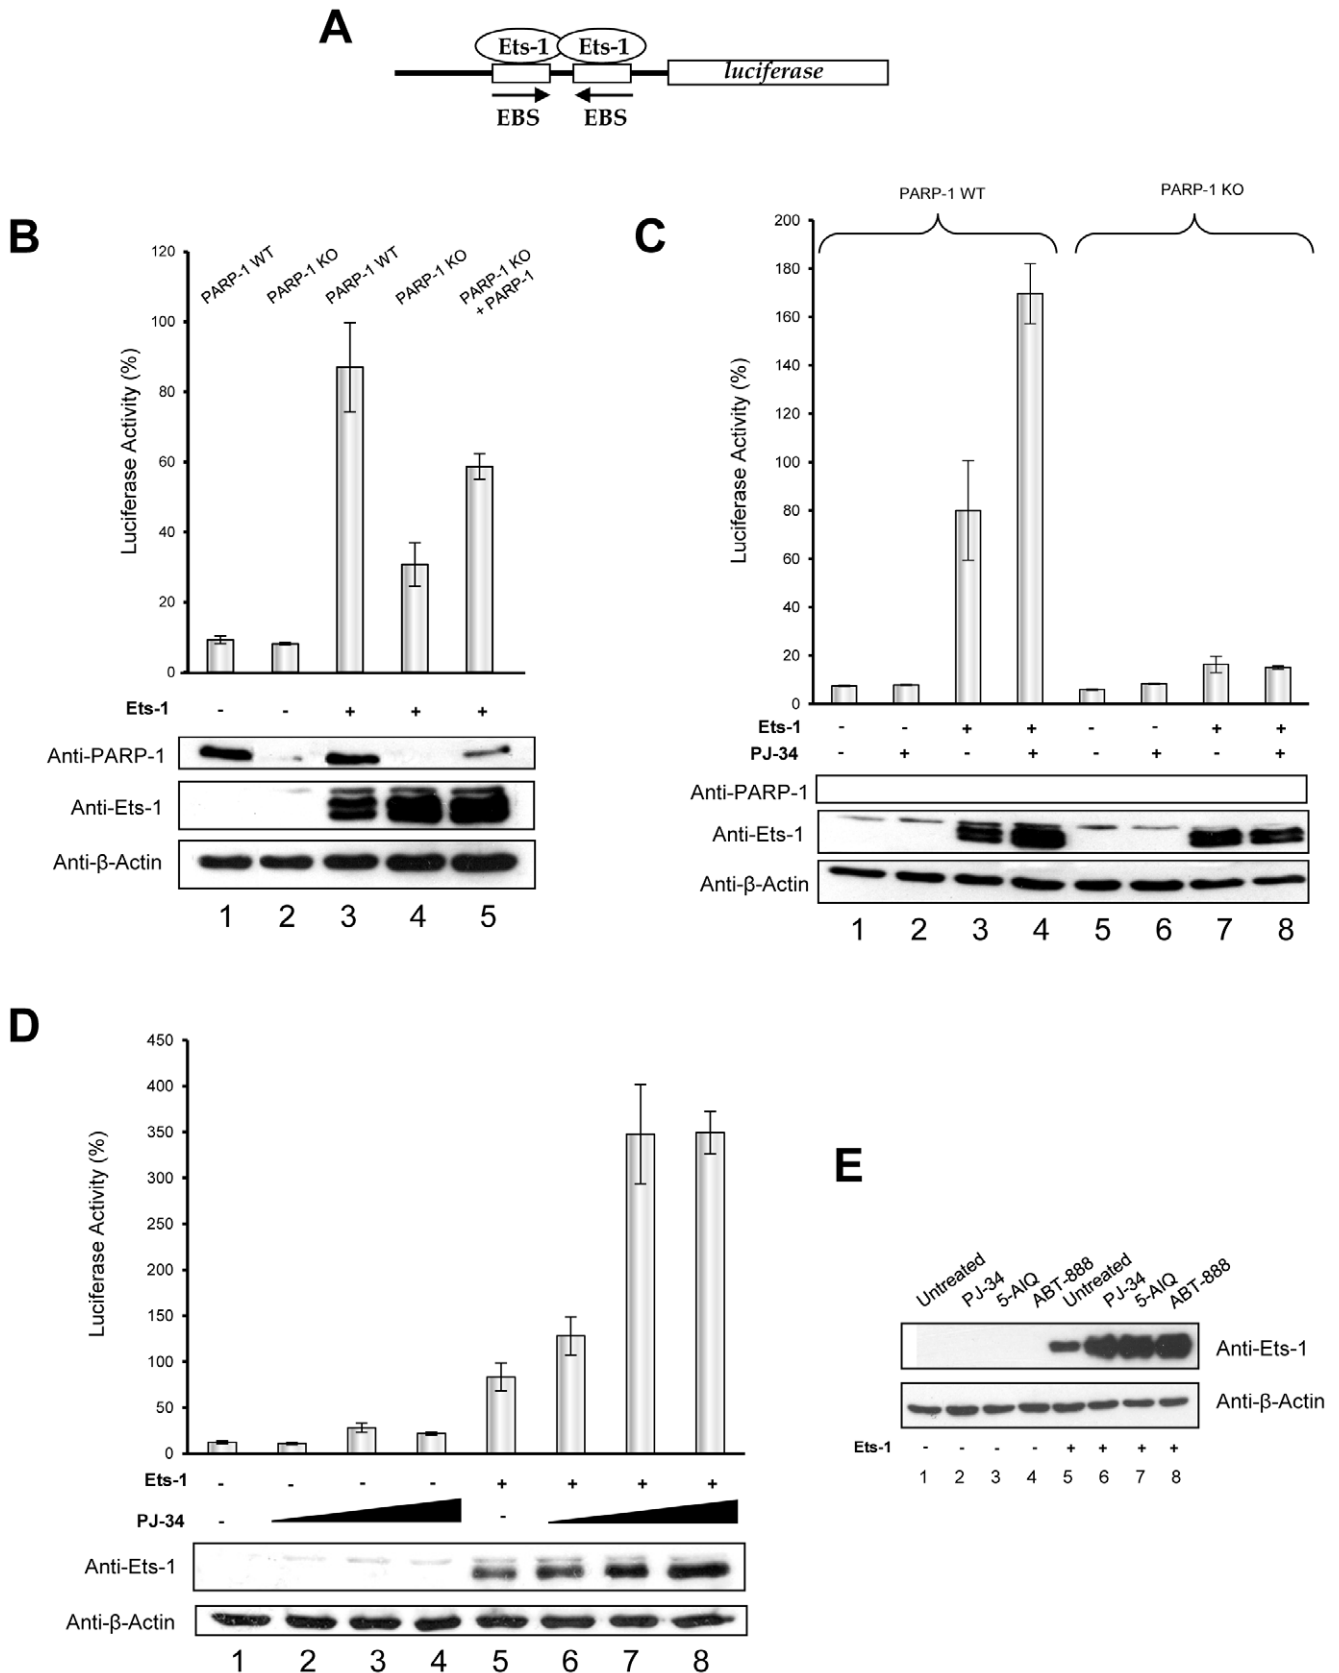 A
Ets-1 Ets-1
luciferase
EBS EBS
B
PARP-1 WT
PARP-1 KO
PARP-1 WT
PARP-1 KO
PARP-1 KO
+ PARP-1
Luciferase Activity (%)
120
100
80
60
40
20
0
Ets-1 - - + + +
Anti-PARP-1
Anti-Ets-1
Anti-β-Actin
1 2 3 4 5
C
PARP-1 WT PARP-1 KO
Luciferase Activity (%)
200
180
160
140
120
100
80
60
40
20
0
Ets-1 - - + + - - + +
PJ-34 - + - + - + - +
Anti-PARP-1
Anti-Ets-1
Anti-β-Actin
1 2 3 4 5 6 7 8
D
Luciferase Activity (%)
450
400
350
300
250
200
150
100
50
0
Ets-1 - - - - + + + +
PJ-34 - -
Anti-Ets-1
Anti-β-Actin
1 2 3 4 5 6 7 8
E
Untreated
PJ-34
5-AIQ
ABT-888
Untreated
PJ-34
5-AIQ
ABT-888
Anti-Ets-1
Anti-β-Actin
Ets-1 - - - - + + + +
1 2 3 4 5 6 7 8